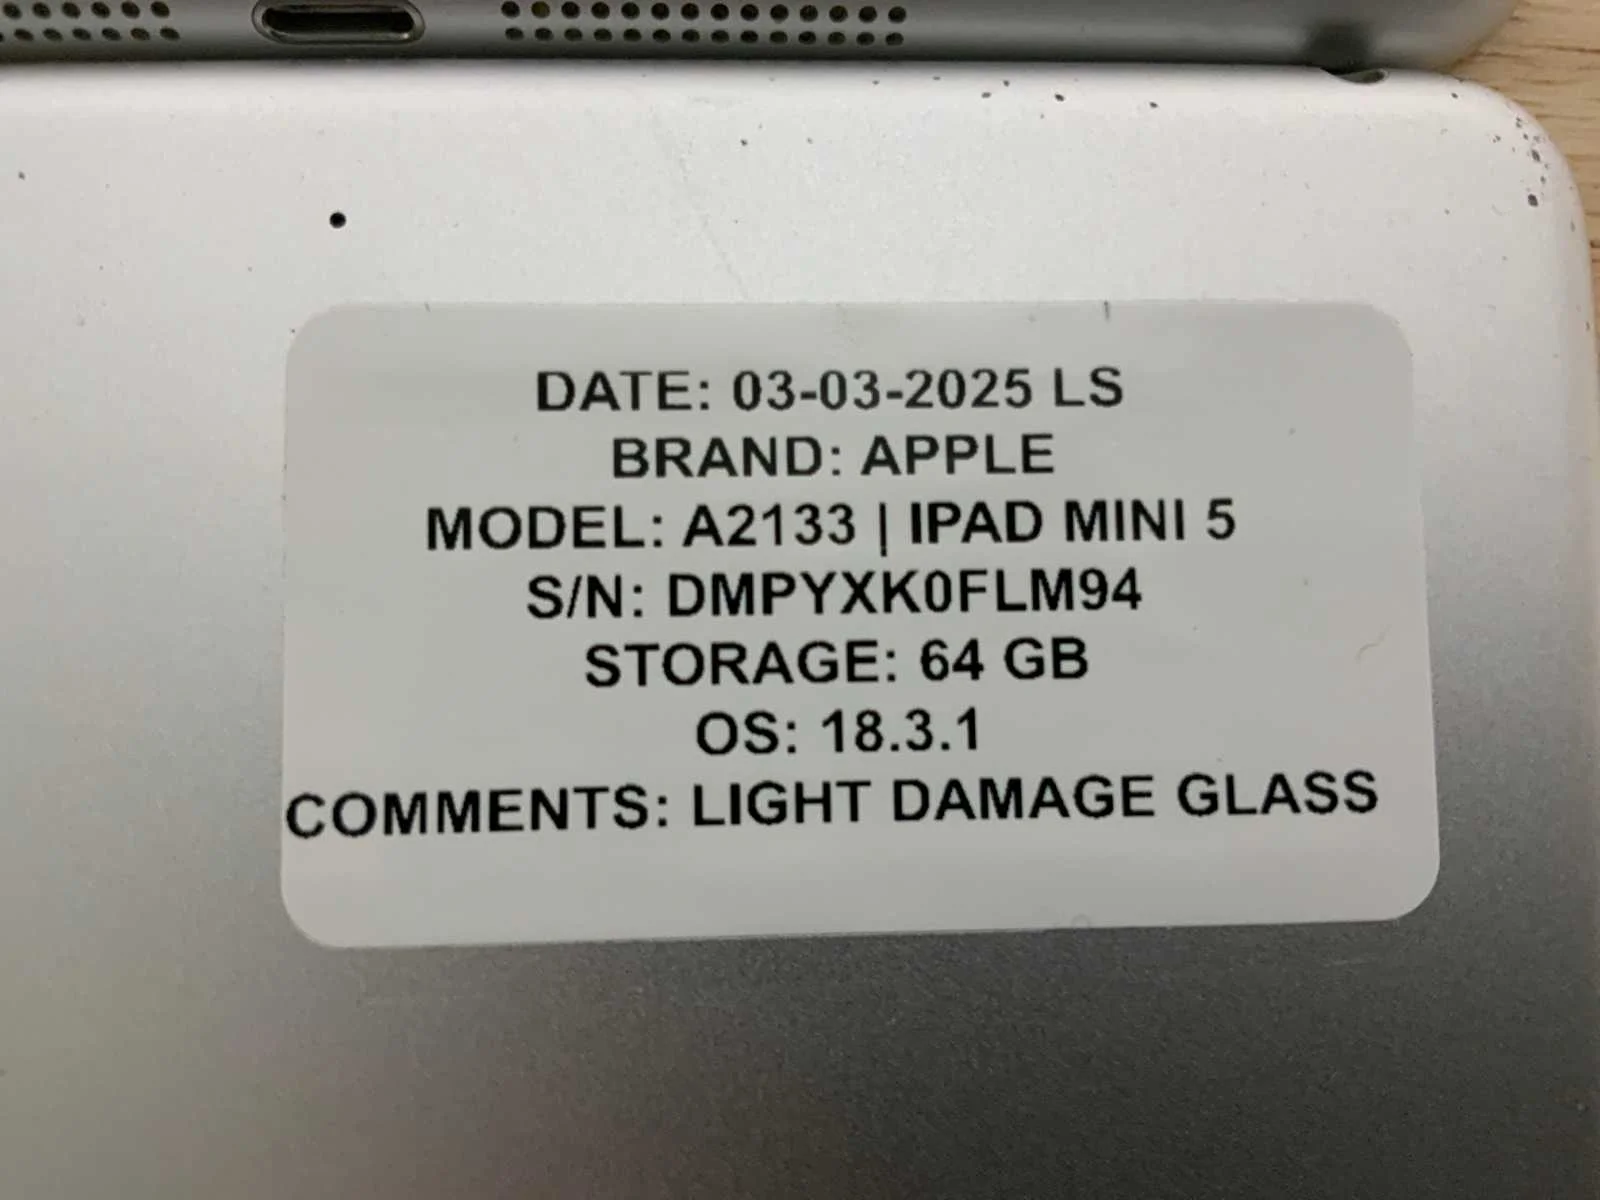 DATE: 03-03-2025 LS
BRAND: APPLE
MODEL: A2133 | IPAD MINI 5
S/N: DMPYXK0FLM94
STORAGE: 64 GB
OS: 18.3.1
COMMENTS: LIGHT DAMAGE GLASS